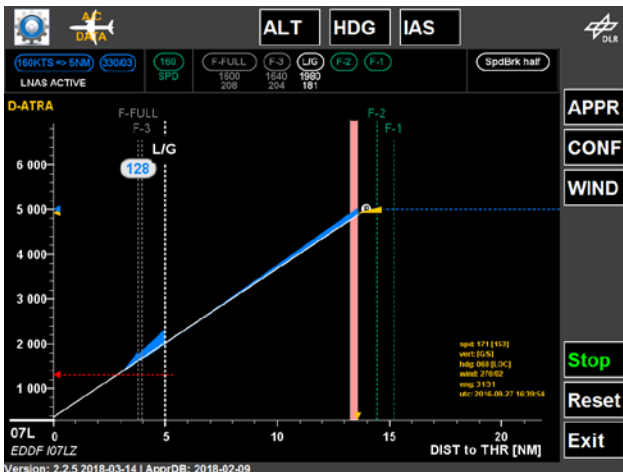 A/C
DATA
ALT
HDG
IAS
DLR
160KTS => 5NM
330/03
160
SPD
F-FULL
1600
208
F-3
1640
204
L/G
1980
181
F-2
F-1
SpdBrk half
LNAS ACTIVE
D-ATRA
F-FULL
F-3
L/G
F-2
F-1
APPR
CONF
WIND
128
6 000
5 000
4 000
3 000
2 000
1 000
D
spd: 171 [153]
vert: [GS]
hdg: 068 [LOC]
wind: 270/02
eng: 31/31
utc: 2016-09-27 16:39:54
Stop
Reset
Exit
07L
0
5
10
15
20
EDDF I07LZ
DIST to THR [NM]
Version: 2.2.5 2018-03-14 | ApprDB: 2018-02-09